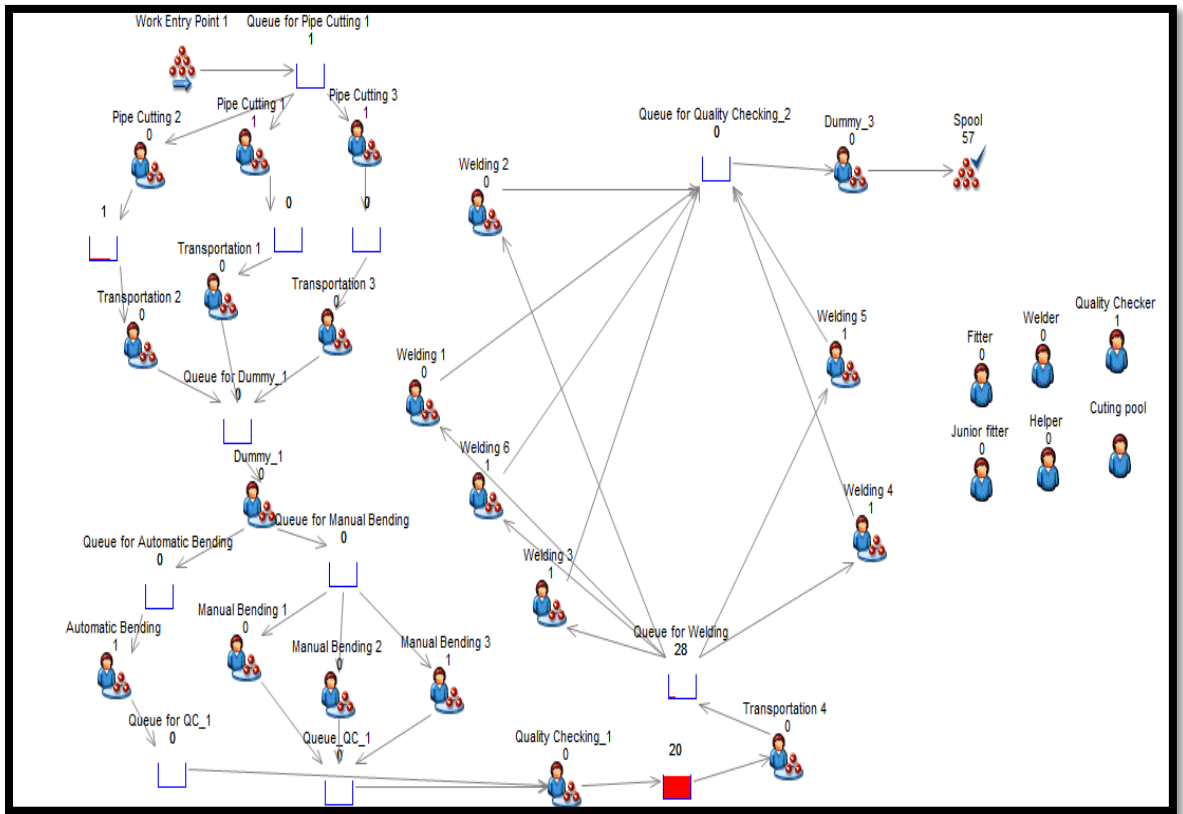 Work Entry Point 1
Queue for Pipe Cutting 1
1
Pipe Cutting 2
0
Pipe Cutting 1
1
Pipe Cutting 3
1
1
0
0
Transportation 1
0
Transportation 2
0
Transportation 3
0
Queue for Dummy_1
0
Dummy_1
0
Queue for Automatic Bending
0
Queue for Manual Bending
0
Automatic Bending
1
Manual Bending 1
0
Manual Bending 2
0
Manual Bending 3
1
Queue for QC_1
0
Queue_QC_1
0
Quality Checking_1
0
20
Transportation 4
0
Queue for Welding
28
Welding 2
0
Welding 1
0
Welding 6
1
Welding 3
1
Welding 5
1
Welding 4
1
Queue for Quality Checking_2
0
Dummy_3
0
Spool
57
Fitter
0
Welder
0
Quality Checker
1
Junior fitter
0
Helper
0
Cuting pool